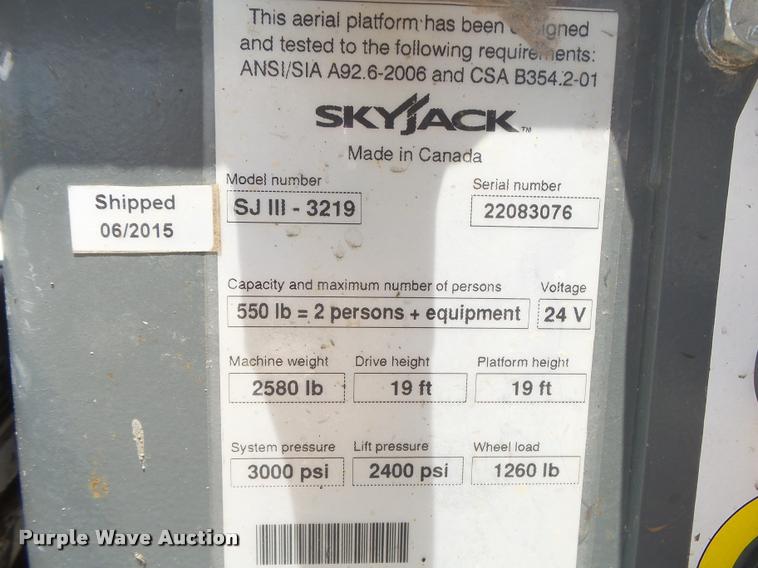 This aerial platform has been designed
and tested to the following requirements:
ANSI/SIA A92.6-2006 and CSA B354.2-01
SKYJACK TM
Made in Canada
Model number Serial number
SJ III - 3219 22083076
Shipped
06/2015
Capacity and maximum number of persons Voltage
550 lb = 2 persons + equipment 24 V
Machine weight Drive height Platform height
2580 lb 19 ft 19 ft
System pressure Lift pressure Wheel load
3000 psi 2400 psi 1260 lb
Purple Wave Auction